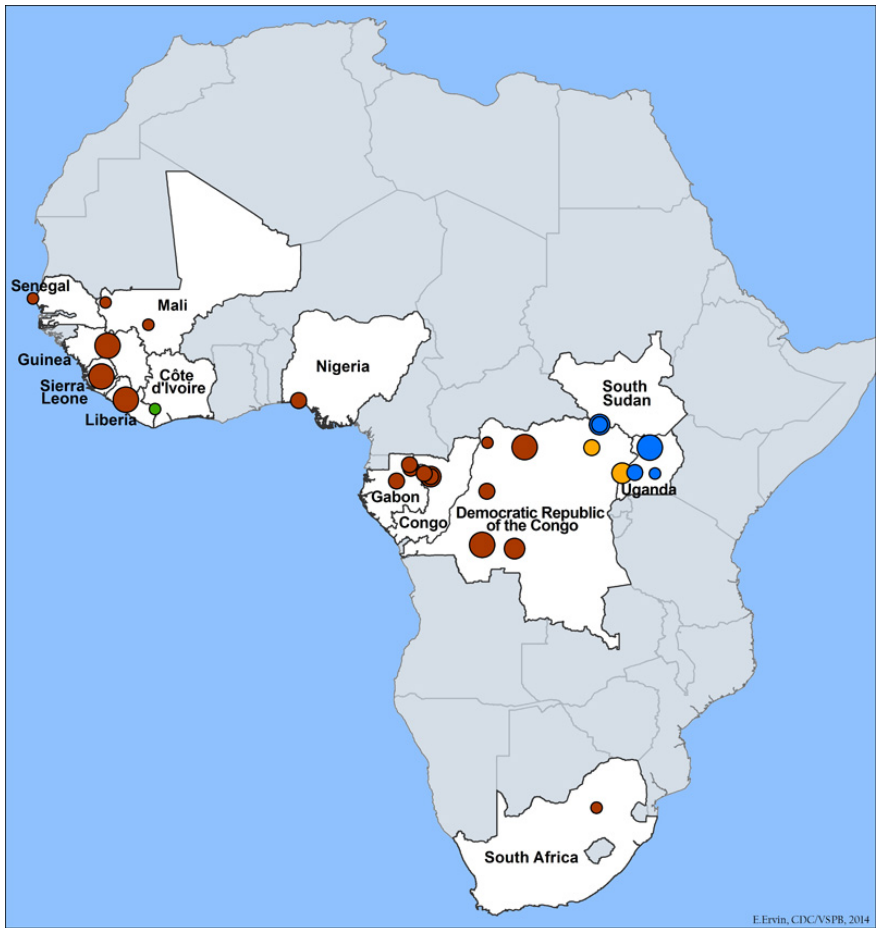 Senegal
Mali
Guinea
Côte
d'Ivoire
Sierra
Leone
Liberia
Nigeria
South
Sudan
Uganda
Gabon
Congo
Democratic Republic
of the Congo
South Africa
E.Ervin, CDC/VSPB, 2014